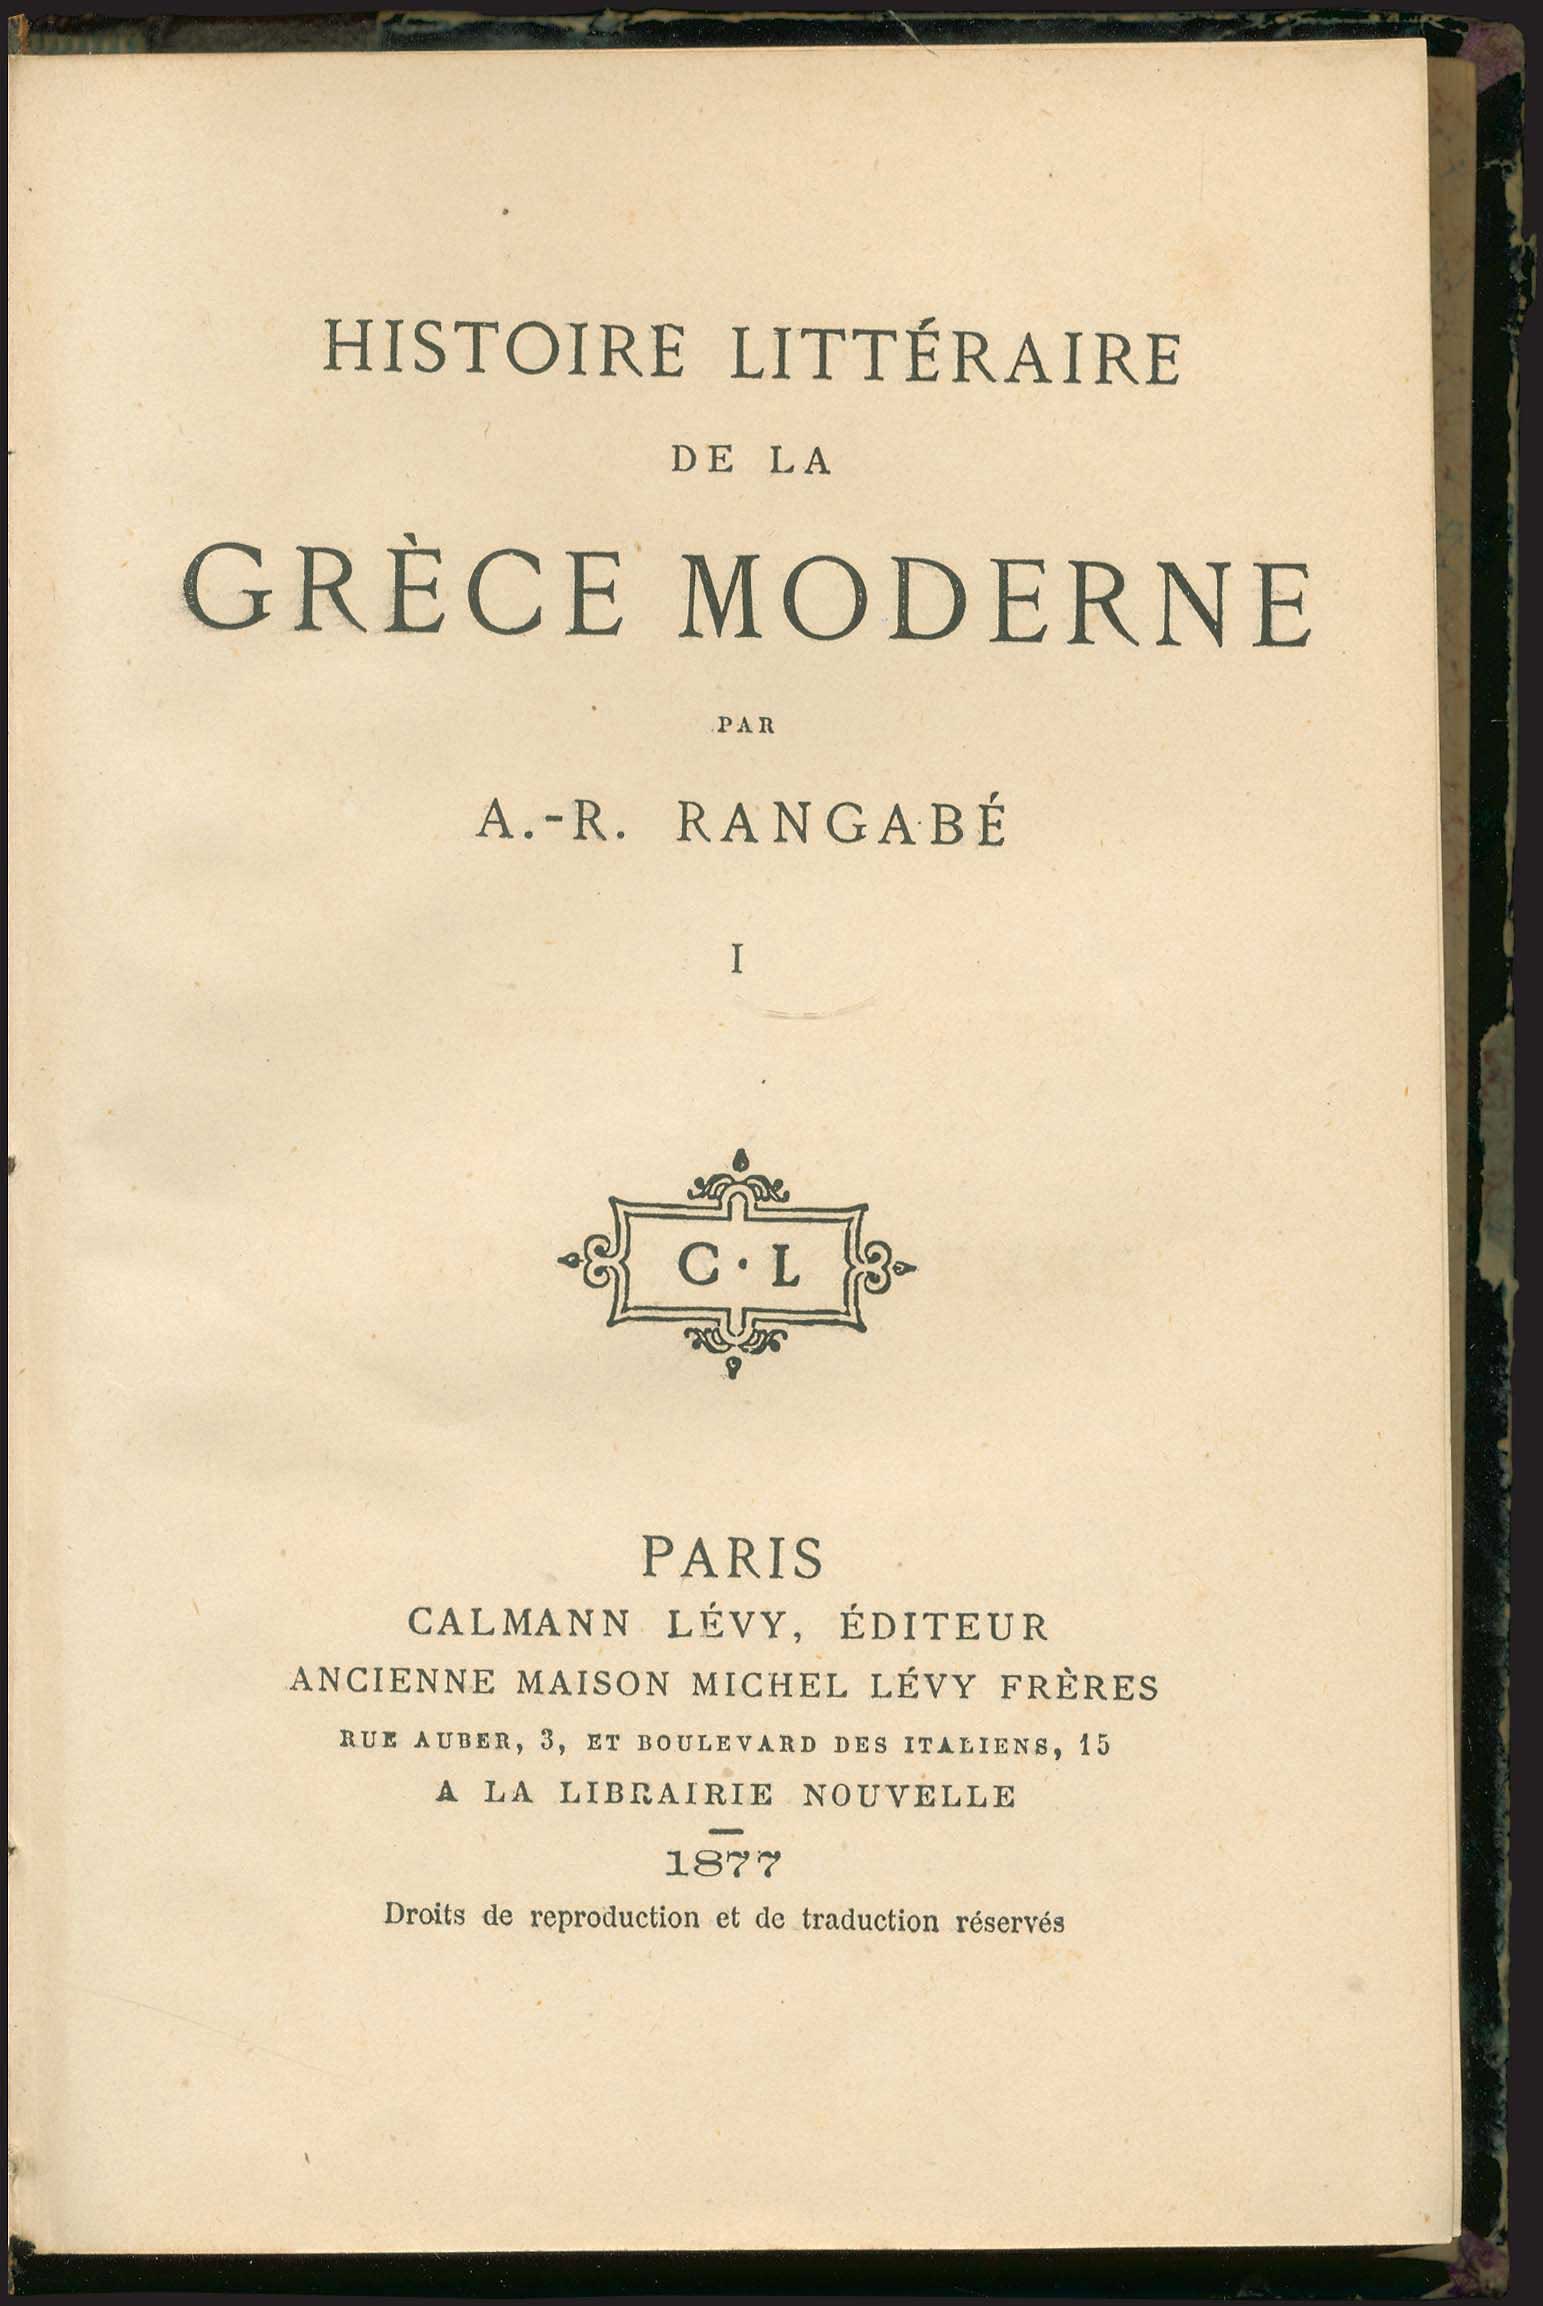 HISTOIRE LITTÉRAIRE
DE LA
GRÈCE MODERNE
PAR
A.-R. RANGABÉ
I
C · L
PARIS
CALMANN LÉVY, ÉDITEUR
ANCIENNE MAISON MICHEL LÉVY FRÈRES
RUE AUBER, 3, ET BOULEVARD DES ITALIENS, 15
A LA LIBRAIRIE NOUVELLE
1877
Droits de reproduction et de traduction réservés